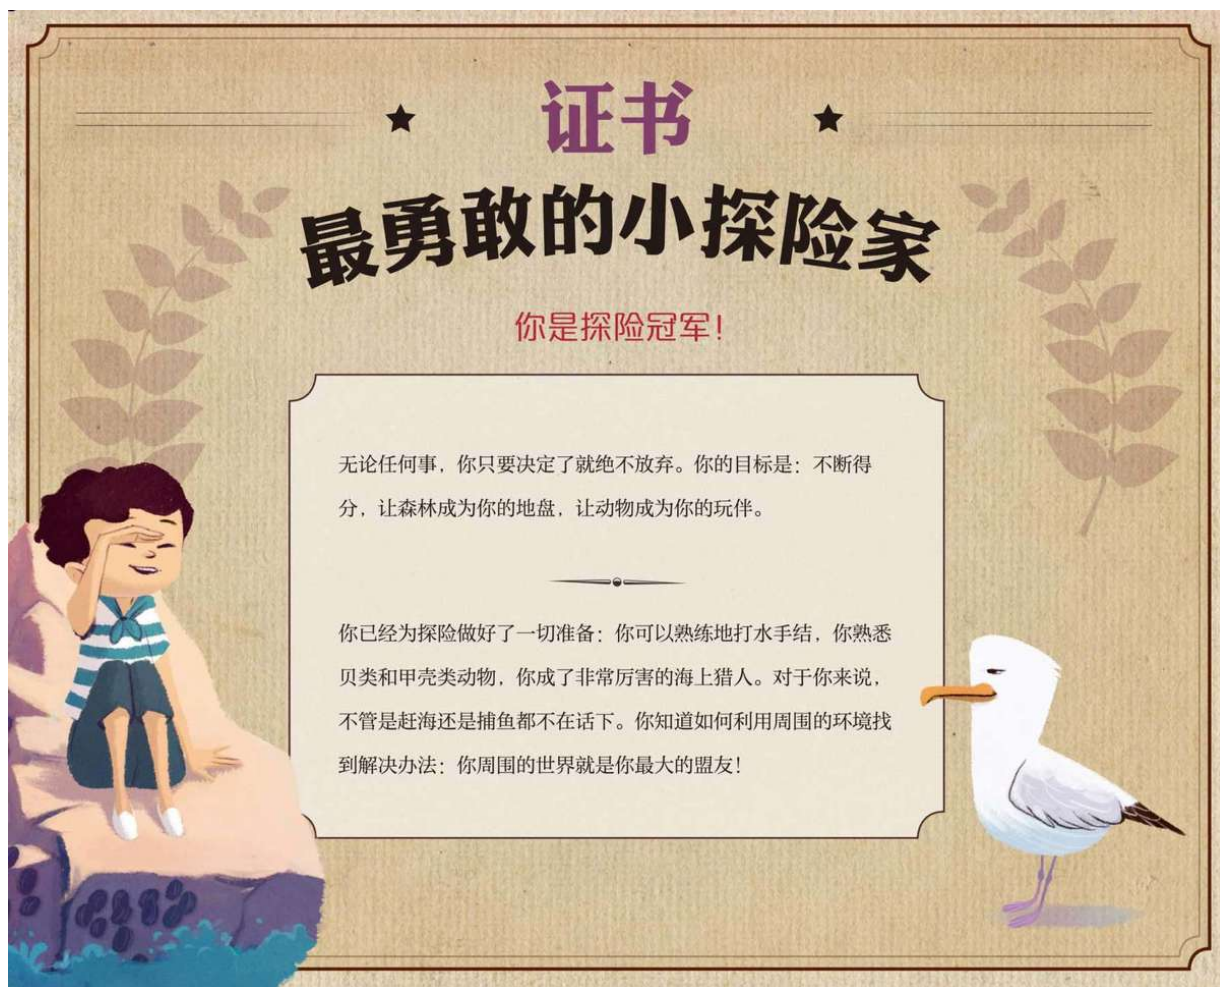 证书
最勇敢的小探险家
你是探险冠军!
无论任何事，你只要决定了就绝不放弃。你的目标是：不断得
分，让森林成为你的地盘，让动物成为你的玩伴。
你已经为探险做好了一切准备：你可以熟练地打水手结，你熟悉
贝类和甲壳类动物，你成了非常厉害的海上猎人。对于你来说，
不管是赶海还是捕鱼都不在话下。你知道如何利用周围的环境找
到解决办法：你周围的世界就是你最大的盟友！